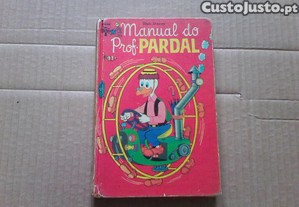 CustoJusto.pt
Walt Disney
Manual do
Prof. PARDAL